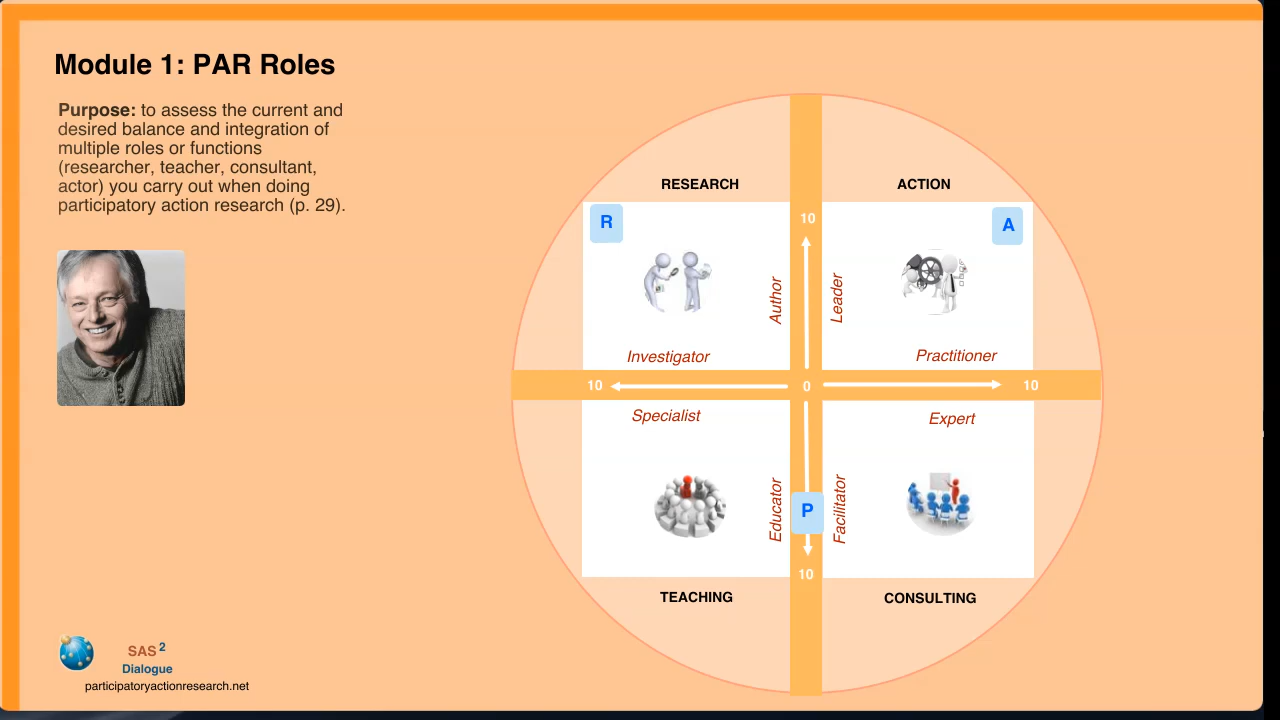 Module 1: PAR Roles
Purpose: to assess the current and
desired balance and integration of
multiple roles or functions
(researcher, teacher, consultant,
actor) you carry out when doing
participatory action research (p. 29).
RESEARCH
ACTION
R
10
A
Author
Leader
Investigator
Practitioner
10
0
10
Specialist
Expert
Educator
P
Facilitator
10
TEACHING
CONSULTING
SAS 2
Dialogue
participatoryactionresearch.net